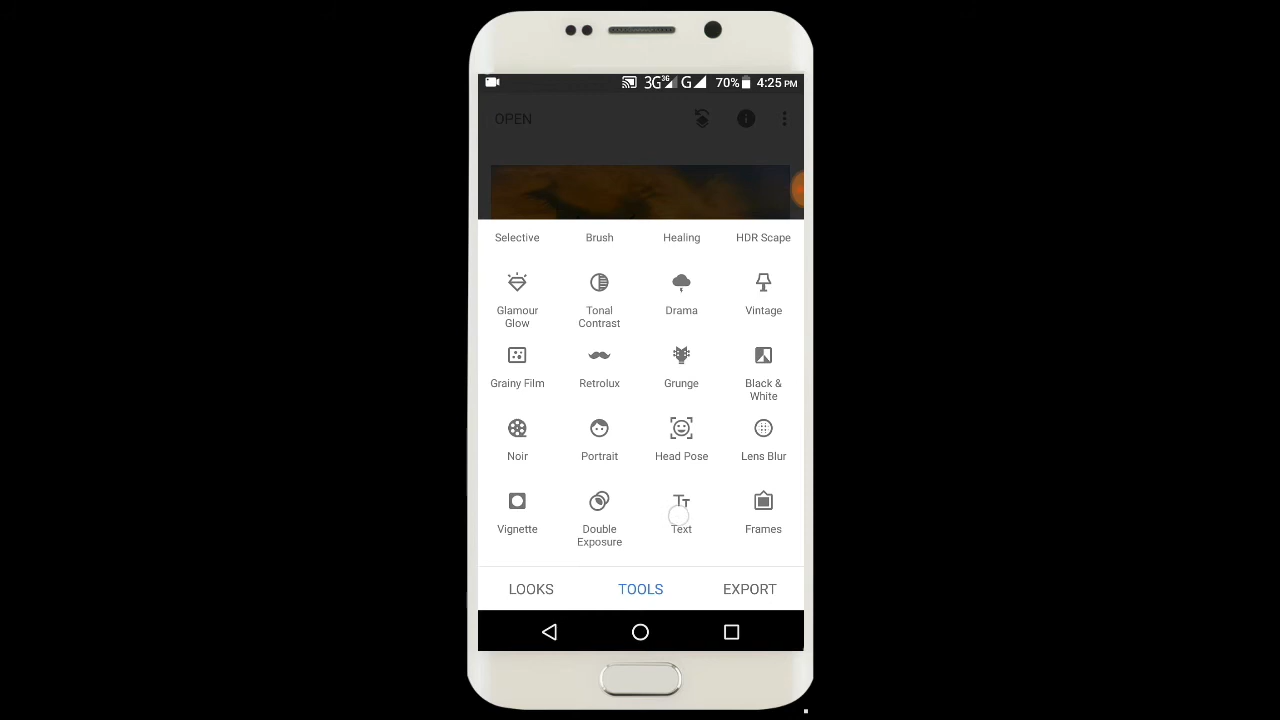 3G 3G G 70% 4:25 PM
OPEN
Selective Brush Healing HDR Scape
Glamour Glow Tonal Contrast Drama Vintage
Grainy Film Retrolux Grunge Black & White
Noir Portrait Head Pose Lens Blur
Vignette Double Exposure Text Frames
LOOKS TOOLS EXPORT